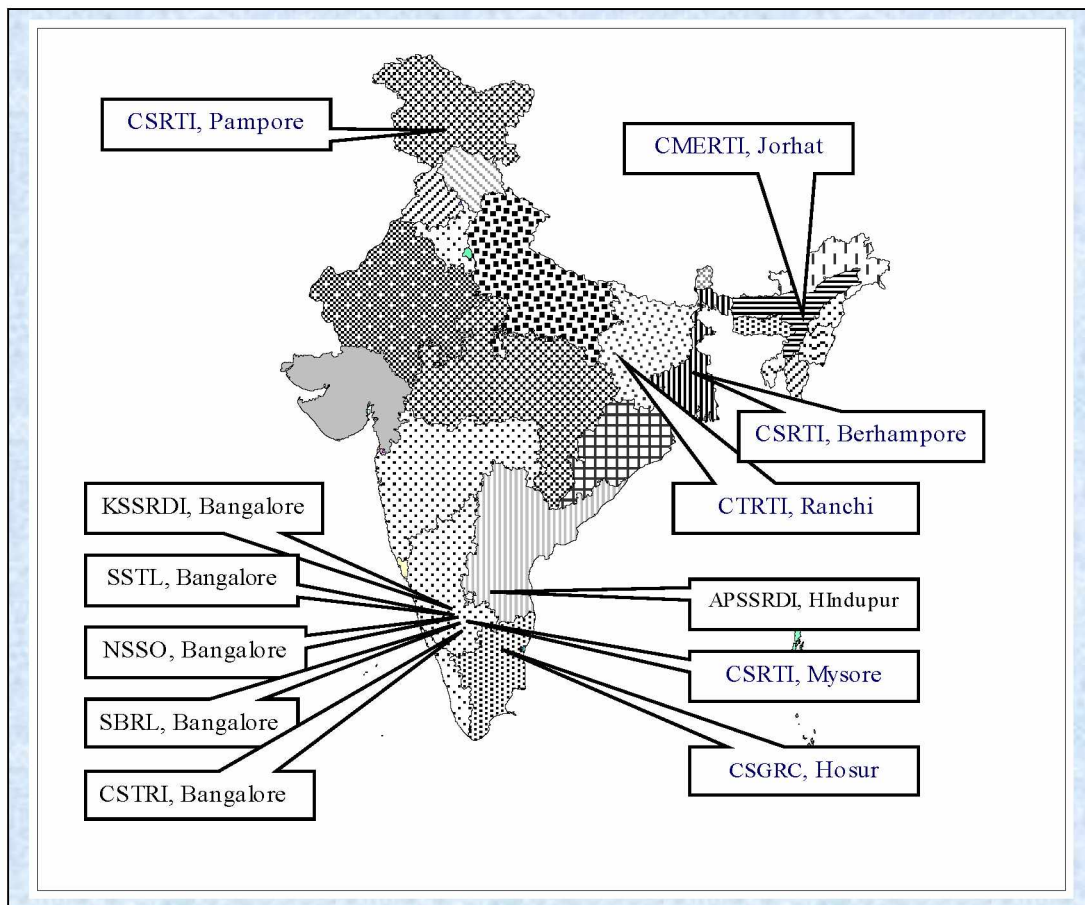 CSRTI, Pampore
CMERTI, Jorhat
CSRTI, Berhampore
CTRTI, Ranchi
KSSRDI, Bangalore
SSTL, Bangalore
APSSRDI, HIndupur
NSSO, Bangalore
CSRTI, Mysore
SBRL, Bangalore
CSGRC, Hosur
CSTRI, Bangalore